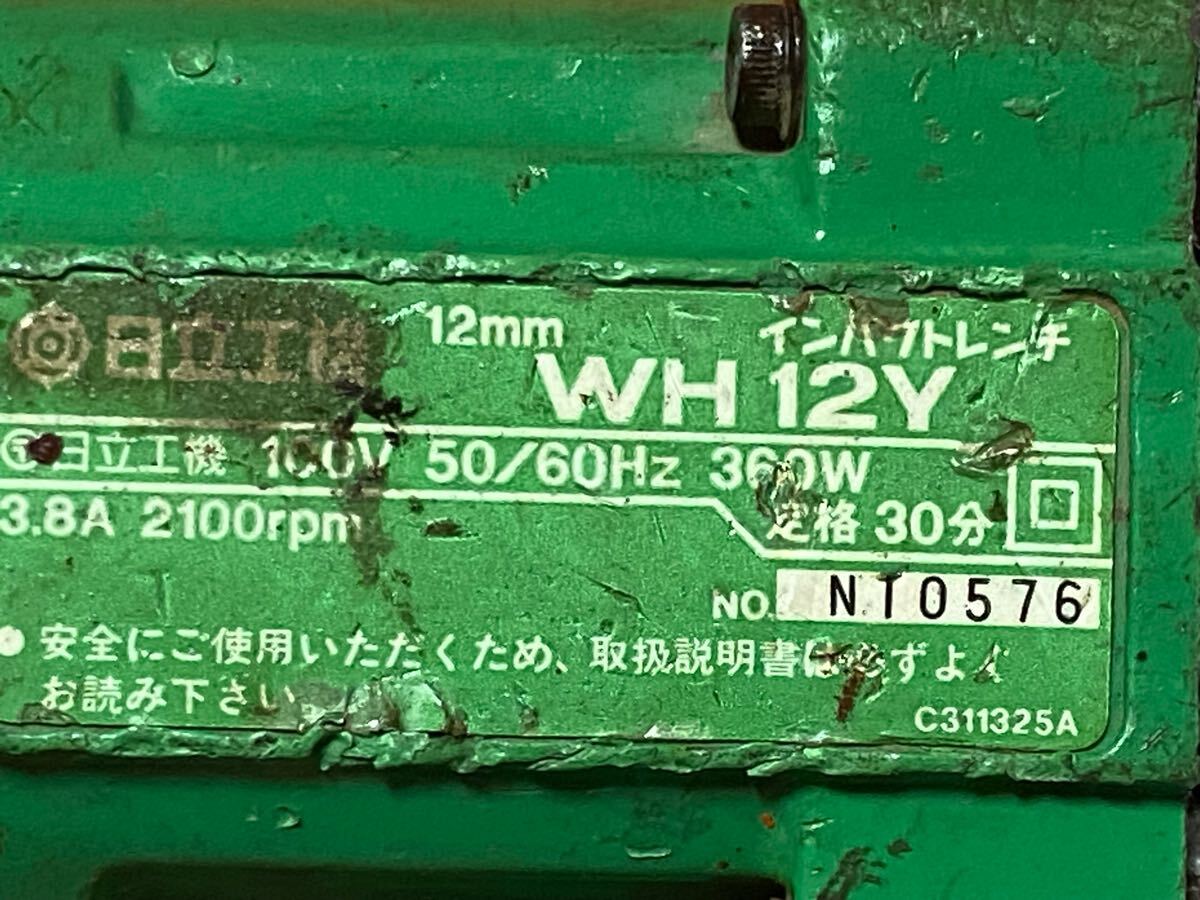 日立工機
12mm
インパクトレンチ
WH 12Y
〒日立工機 100V 50/60Hz 360W
3.8A 2100rpm
定格 30分
NO. NT0576
● 安全にご使用いただくため、取扱説明書は必ずよく
お読み下さい
C311325A